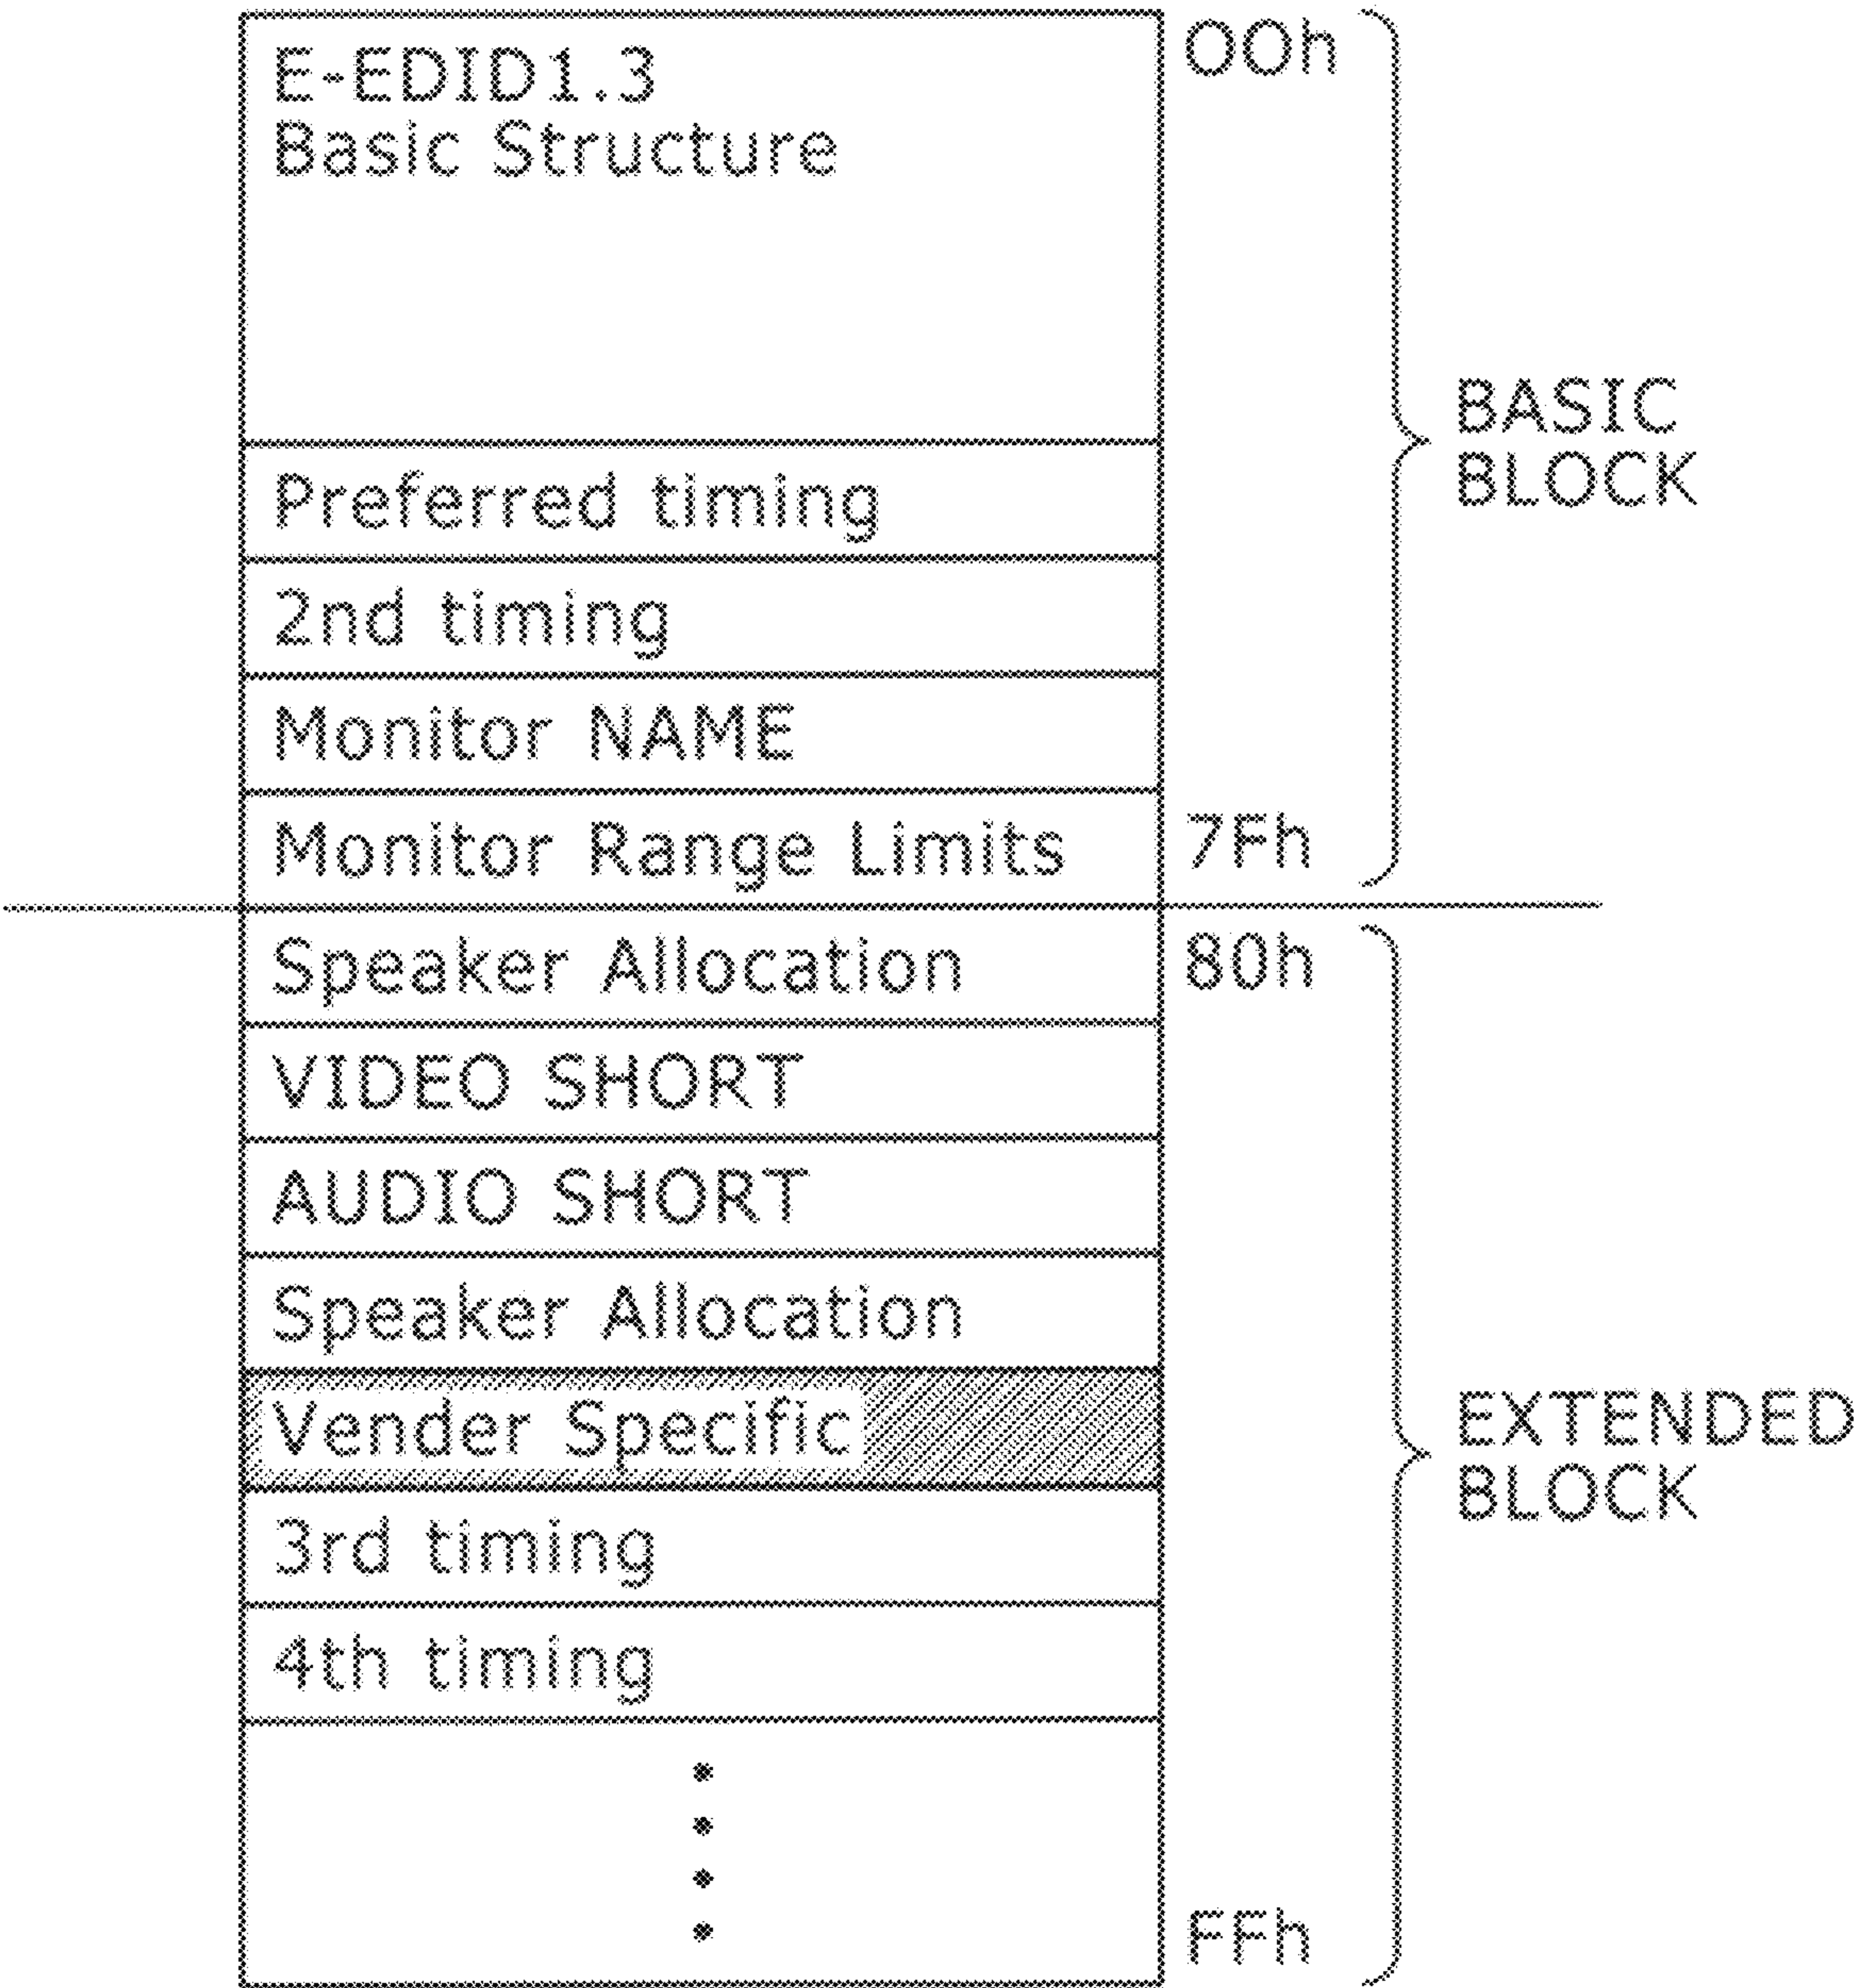 E-EDID1.3
Basic Structure
00h
Preferred timing
2nd timing
Monitor NAME
Monitor Range Limits
7Fh
BASIC
BLOCK
Speaker Allocation
80h
VIDEO SHORT
AUDIO SHORT
Speaker Allocation
Vender Specific
3rd timing
4th timing
FFh
EXTENDED
BLOCK